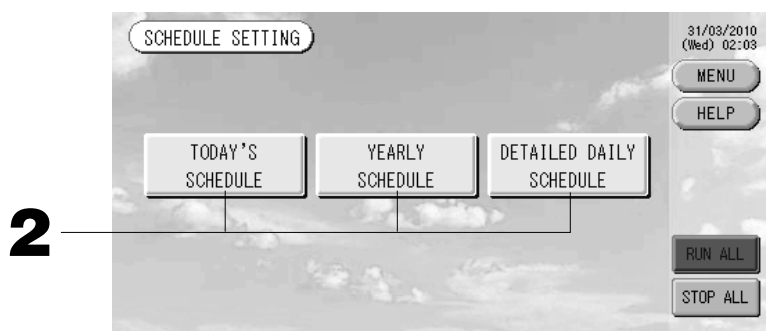 SCHEDULE SETTING
31/03/2010
(Wed) 02:03
MENU
HELP
TODAY'S
SCHEDULE
YEARLY
SCHEDULE
DETAILED DAILY
SCHEDULE
2
RUN ALL
STOP ALL